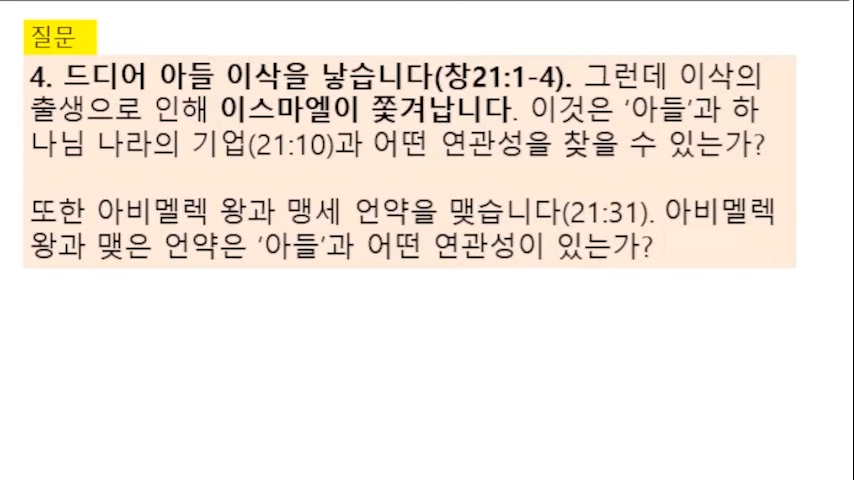 질문
4. 드디어 아들 이삭을 낳습니다(창21:1-4). 그런데 이삭의
출생으로 인해 이스마엘이 쫓겨납니다. 이것은 ‘아들’과 하
나님 나라의 기업(21:10)과 어떤 연관성을 찾을 수 있는가?
또한 아비멜렉 왕과 맹세 언약을 맺습니다(21:31). 아비멜렉
왕과 맺은 언약은 ‘아들’과 어떤 연관성이 있는가?